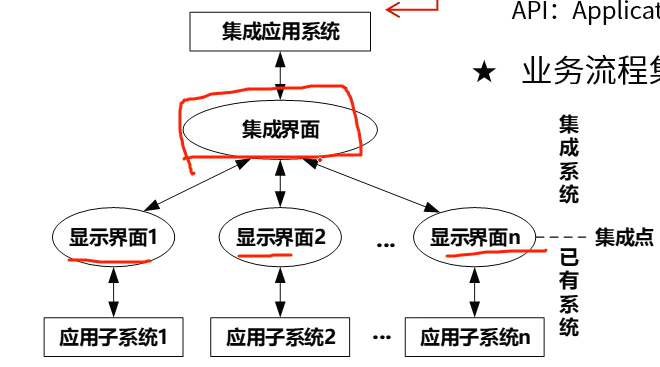 API：Applicat
★ 业务流程集
集成应用系统
集成界面
集成系统
显示界面1
显示界面2
...
显示界面n
集成点
已有系统
应用子系统1
应用子系统2
...
应用子系统n